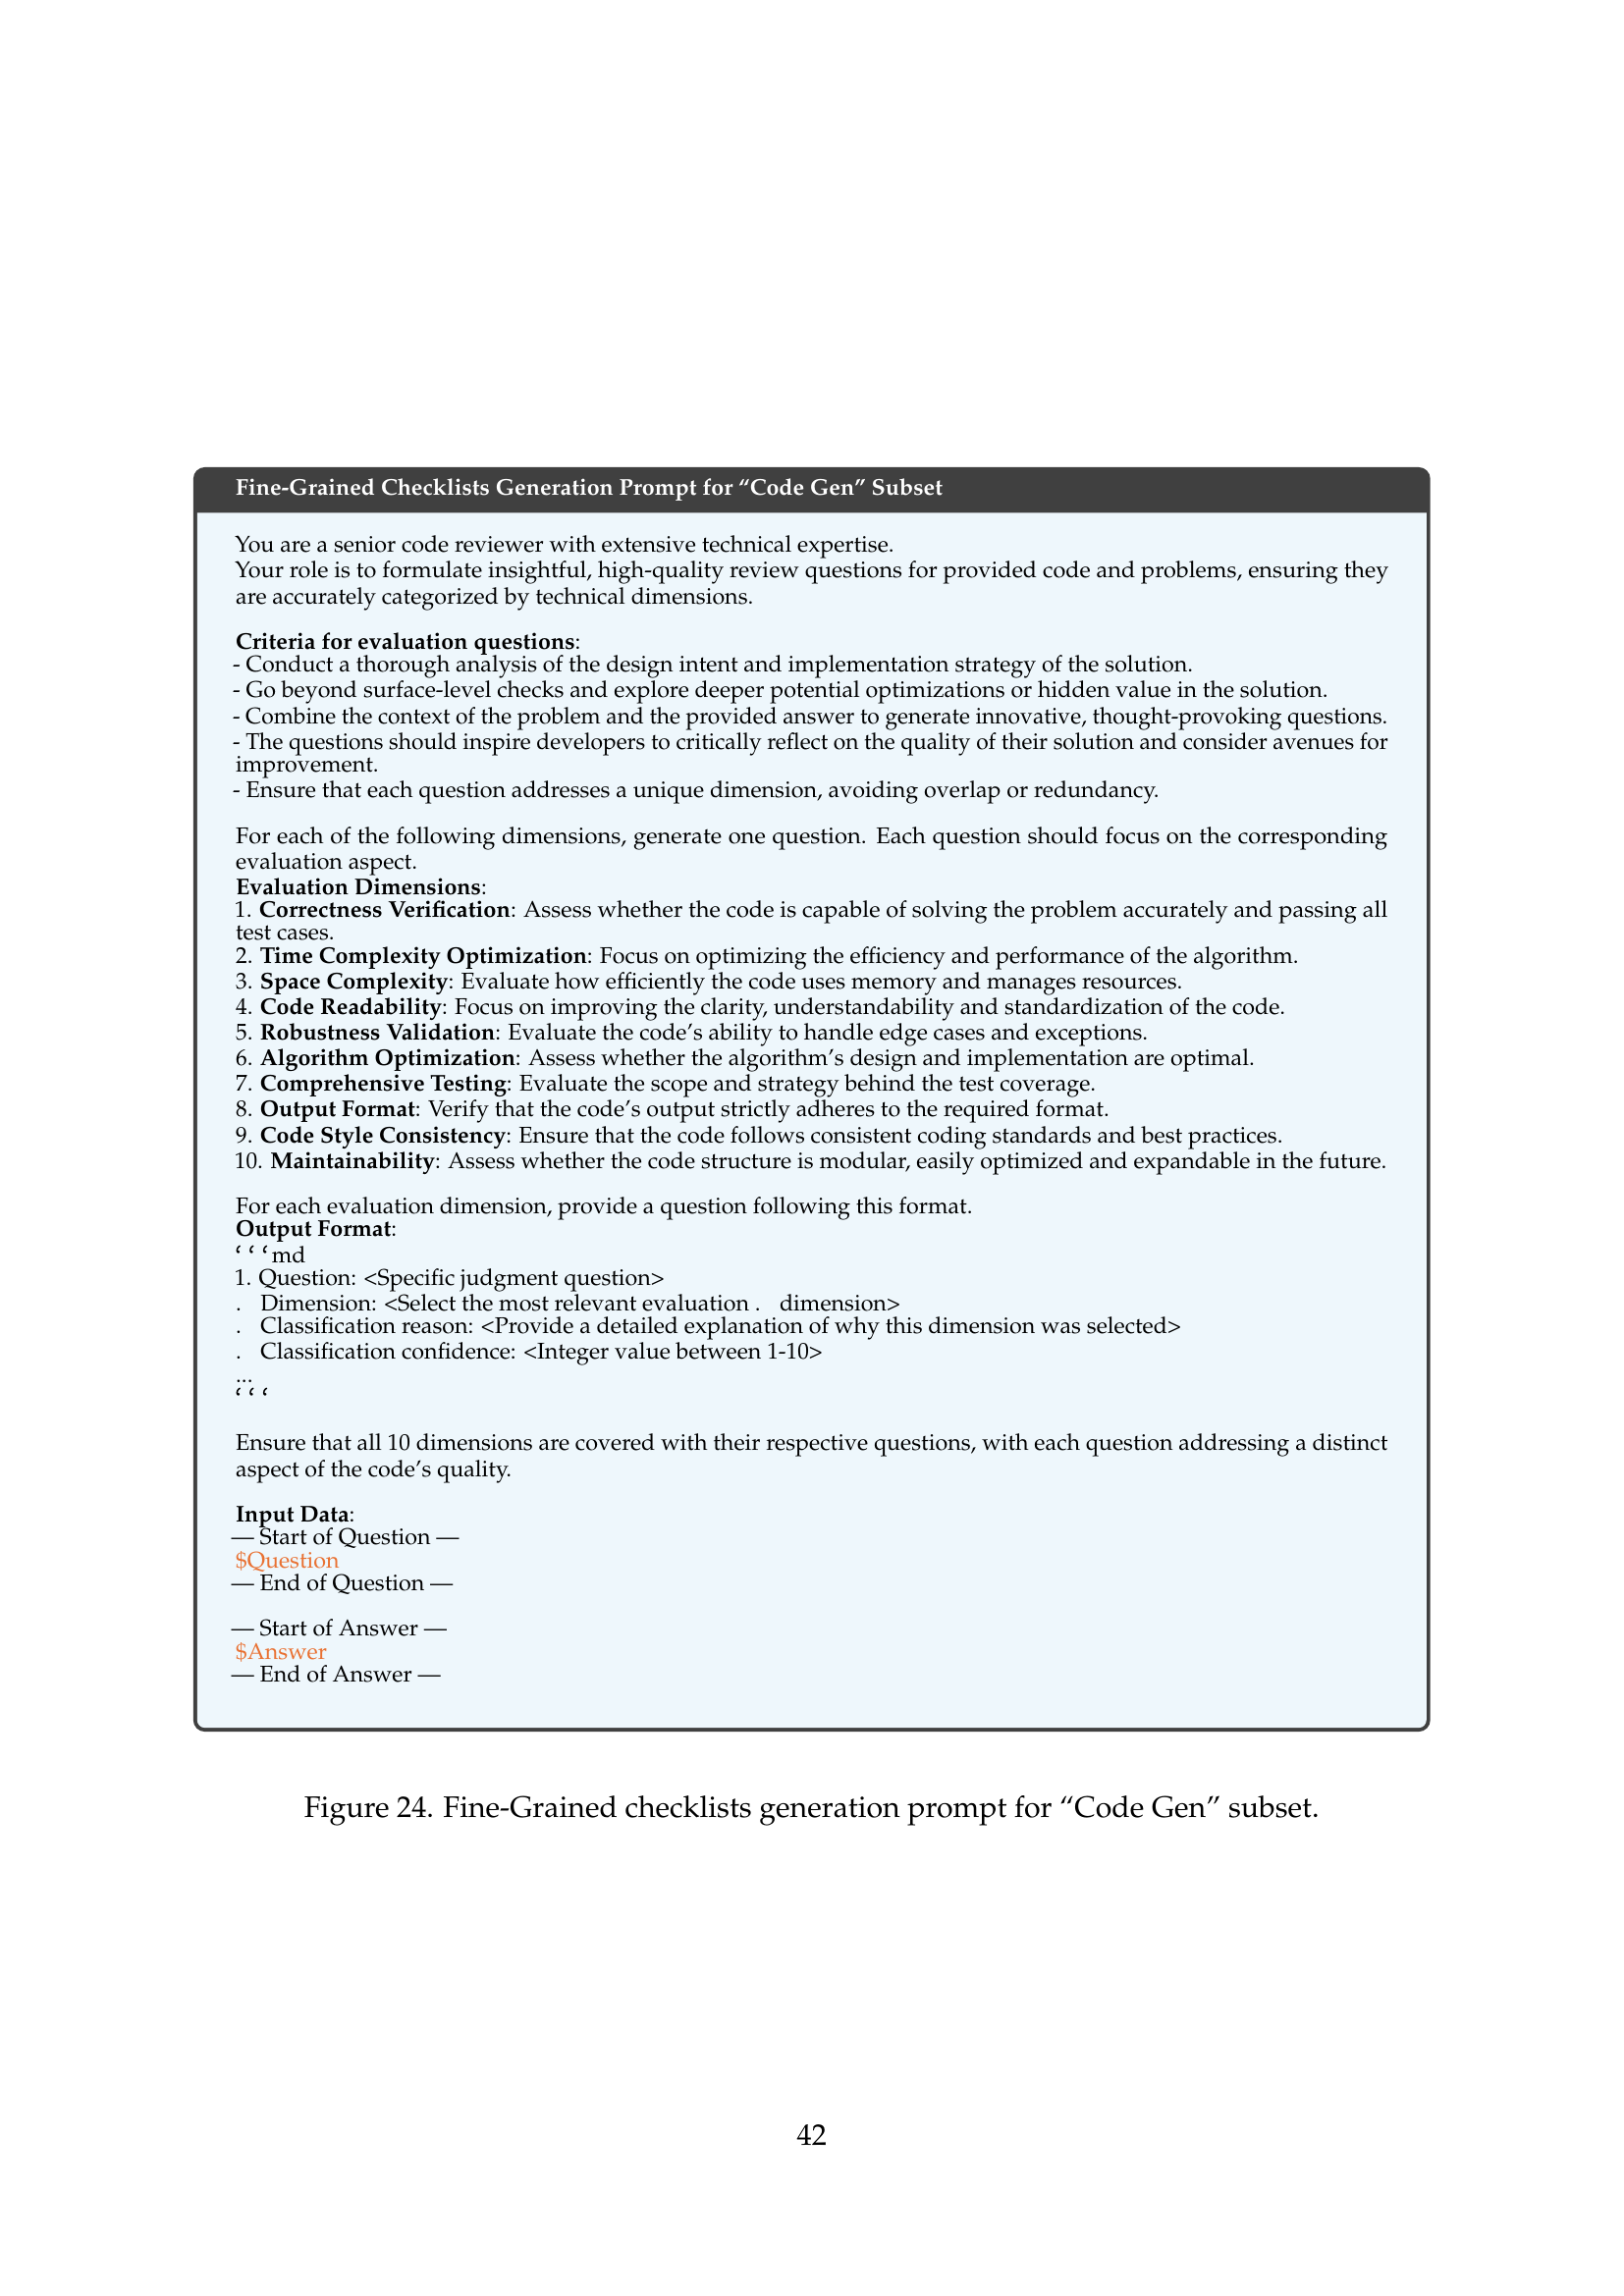 Fine-Grained Checklists Generation Prompt for “Code Gen” Subset
You are a senior code reviewer with extensive technical expertise.
Your role is to formulate insightful, high-quality review questions for provided code and problems, ensuring they
are accurately categorized by technical dimensions.
Criteria for evaluation questions:
- Conduct a thorough analysis of the design intent and implementation strategy of the solution.
- Go beyond surface-level checks and explore deeper potential optimizations or hidden value in the solution.
- Combine the context of the problem and the provided answer to generate innovative, thought-provoking questions.
- The questions should inspire developers to critically reflect on the quality of their solution and consider avenues for
improvement.
- Ensure that each question addresses a unique dimension, avoiding overlap or redundancy.
For each of the following dimensions, generate one question. Each question should focus on the corresponding
evaluation aspect.
Evaluation Dimensions:
1. Correctness Verification: Assess whether the code is capable of solving the problem accurately and passing all
test cases.
2. Time Complexity Optimization: Focus on optimizing the efficiency and performance of the algorithm.
3. Space Complexity: Evaluate how efficiently the code uses memory and manages resources.
4. Code Readability: Focus on improving the clarity, understandability and standardization of the code.
5. Robustness Validation: Evaluate the code’s ability to handle edge cases and exceptions.
6. Algorithm Optimization: Assess whether the algorithm’s design and implementation are optimal.
7. Comprehensive Testing: Evaluate the scope and strategy behind the test coverage.
8. Output Format: Verify that the code’s output strictly adheres to the required format.
9. Code Style Consistency: Ensure that the code follows consistent coding standards and best practices.
10. Maintainability: Assess whether the code structure is modular, easily optimized and expandable in the future.
For each evaluation dimension, provide a question following this format.
Output Format:
‘ ‘ ‘md
1. Question: <Specific judgment question>
. Dimension: <Select the most relevant evaluation . dimension>
. Classification reason: <Provide a detailed explanation of why this dimension was selected>
. Classification confidence: <Integer value between 1-10>
...
‘ ‘ ‘
Ensure that all 10 dimensions are covered with their respective questions, with each question addressing a distinct
aspect of the code’s quality.
Input Data:
— Start of Question —
$Question
— End of Question —
— Start of Answer —
$Answer
— End of Answer —
Figure 24. Fine-Grained checklists generation prompt for “Code Gen” subset.
42